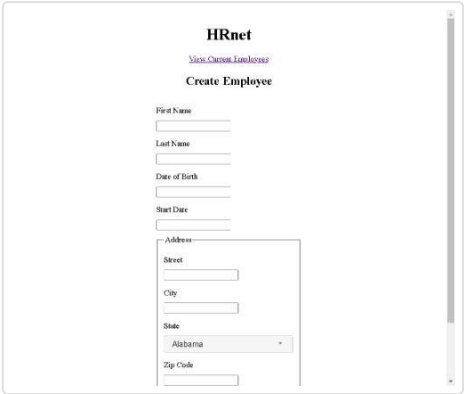 HRnet
View Current Employees
Create Employee
First Name
Last Name
Date of Birth
Start Date
Address
Street
City
State
Alabama
Zip Code